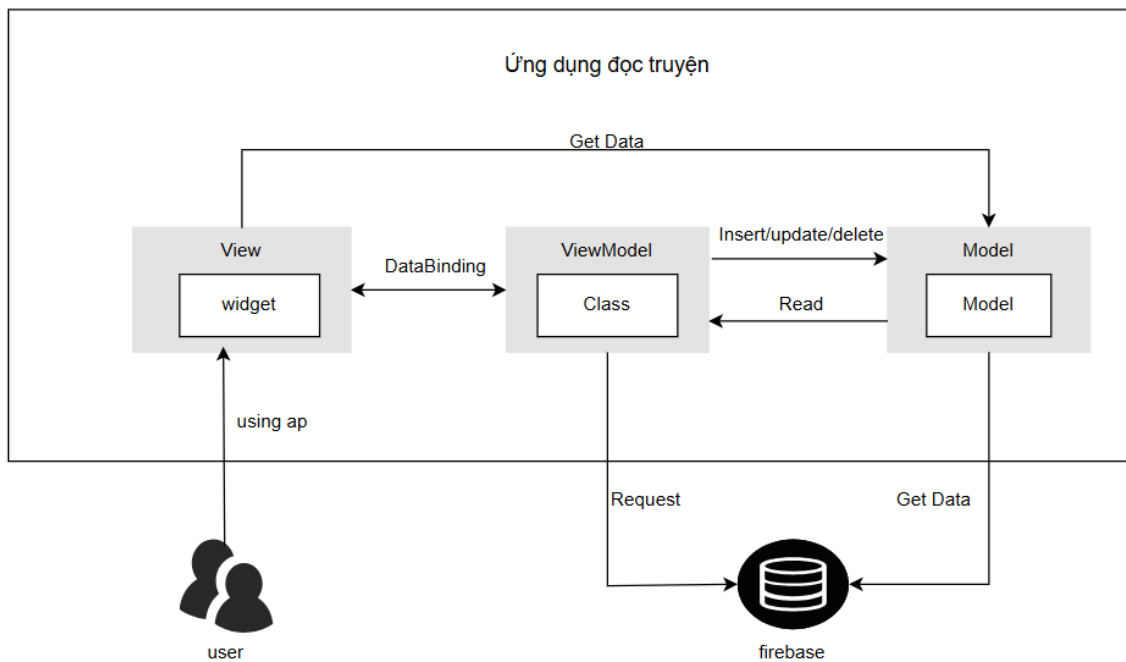 Ứng dụng đọc truyện
Get Data
View
ViewModel
Insert/update/delete
Model
DataBinding
widget
Class
Read
Model
using ap
Request
Get Data
user
firebase